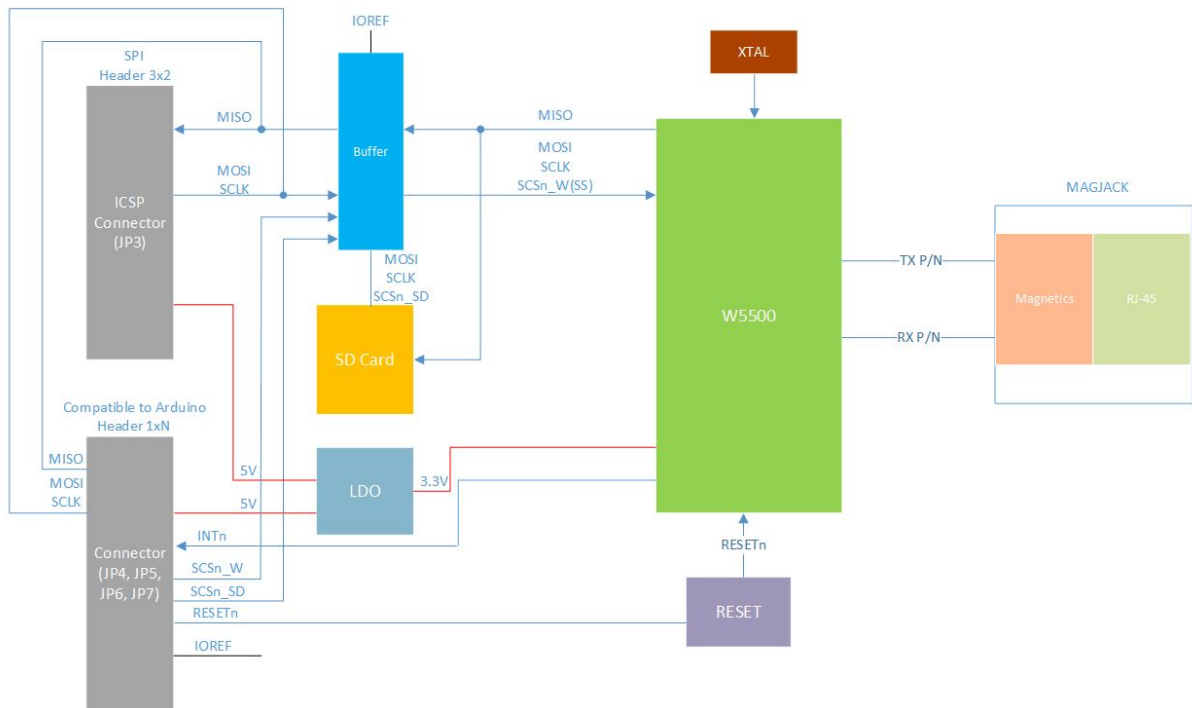 IOREF
SPI
Header 3x2
XTAL
MISO
MISO
Buffer
MOSI
SCLK
MOSI
SCLK
SCSn_W(SS)
MAGJACK
ICSP
Connector
(JP3)
MOSI
SCLK
SCSn_SD
TX P/N
Magnetics
RJ-45
W5500
RX P/N
SD Card
Compatible to Arduino
Header 1xN
MISO
MOSI
SCLK
5V
5V
LDO
3.3V
INTn
Connector
(JP4, JP5,
JP6, JP7)
SCSn_W
SCSn_SD
RESETn
IOREF
RESETn
RESET